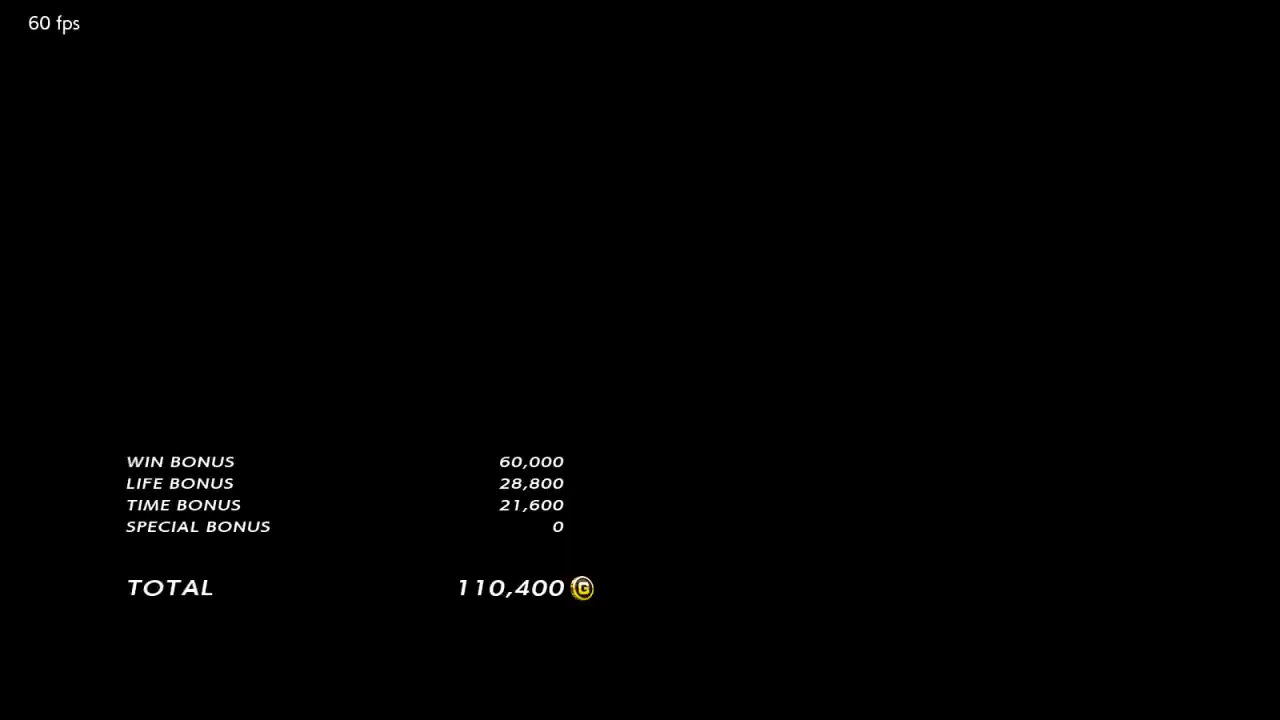 60 fps
WIN BONUS 60,000
LIFE BONUS 28,800
TIME BONUS 21,600
SPECIAL BONUS 0
TOTAL 110,400 G